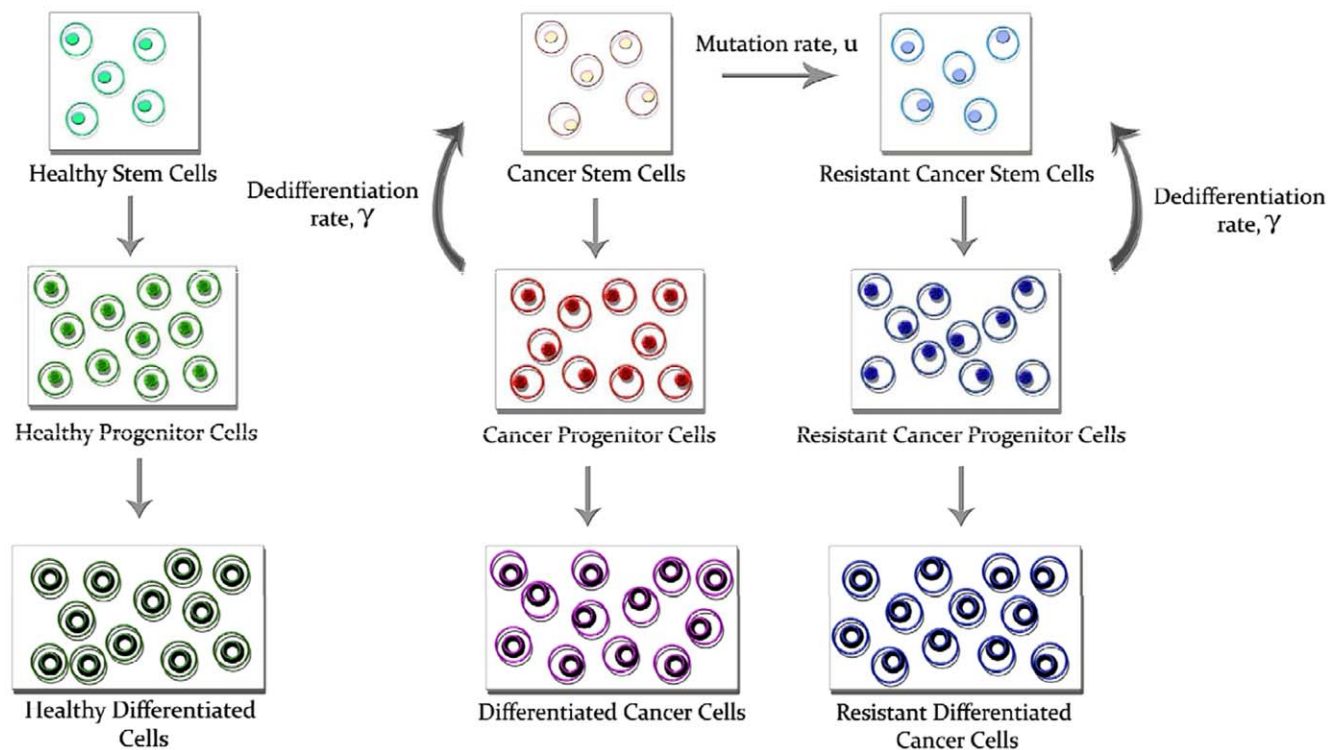 Mutation rate, u
Healthy Stem Cells
Cancer Stem Cells
Resistant Cancer Stem Cells
Dedifferentiation
rate, γ
Dedifferentiation
rate, γ
Healthy Progenitor Cells
Cancer Progenitor Cells
Resistant Cancer Progenitor Cells
Healthy Differentiated
Cells
Differentiated Cancer Cells
Resistant Differentiated
Cancer Cells